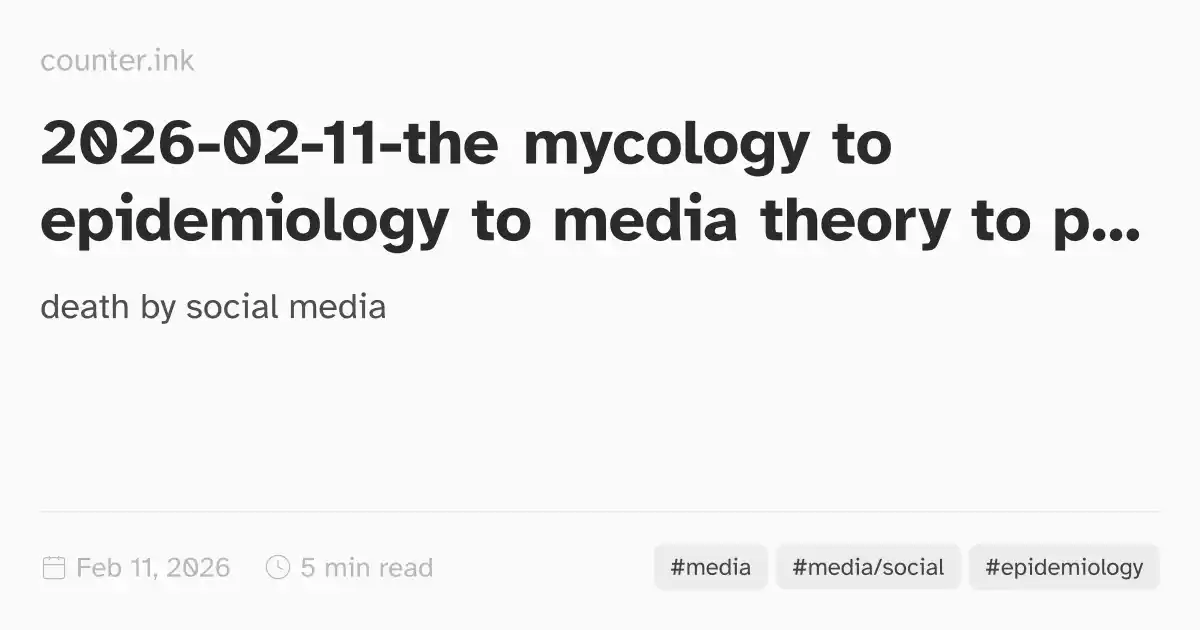 counter.ink
2026-02-11-the mycology to
epidemiology to media theory to p...
death by social media
Feb 11, 2026 5 min read #media #media/social #epidemiology